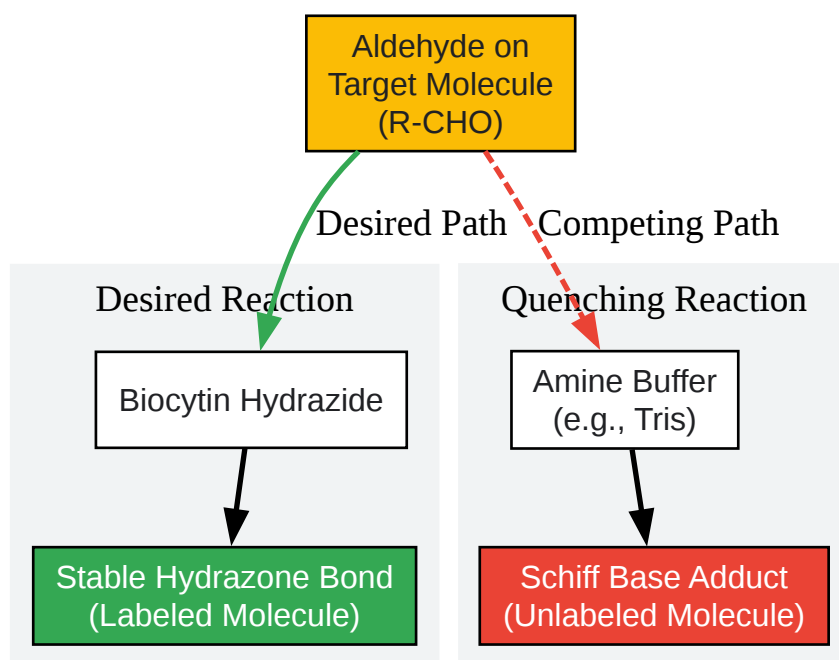 Aldehyde on
Target Molecule
(R-CHO)
Desired Path
Competing Path
Desired Reaction
Quenching Reaction
Biocytin Hydrazide
Amine Buffer
(e.g., Tris)
Stable Hydrazone Bond
(Labeled Molecule)
Schiff Base Adduct
(Unlabeled Molecule)